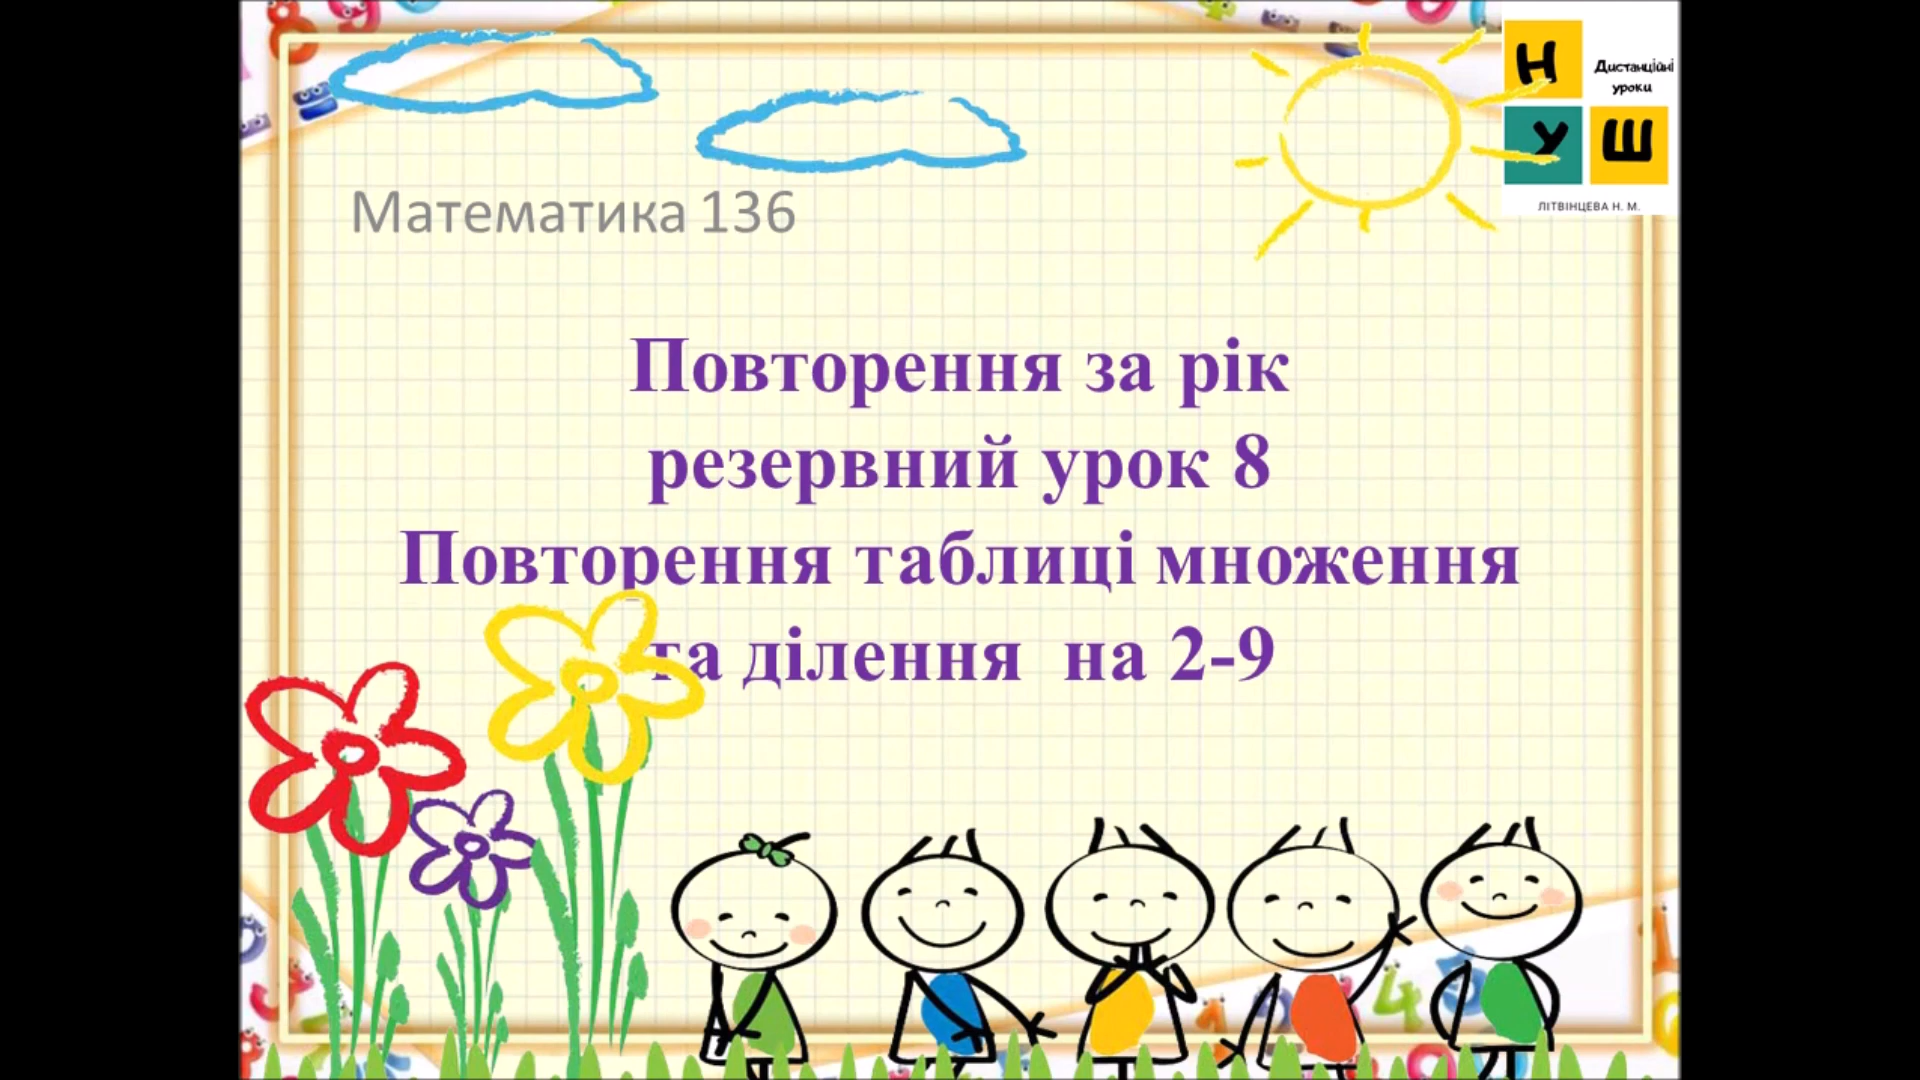 Н
Дистанційні
уроки
У Ш
ЛІТВІНЦЕВА Н. М.
Математика 136
Повторення за рік
резервний урок 8
Повторення таблиці множення
та ділення на 2-9